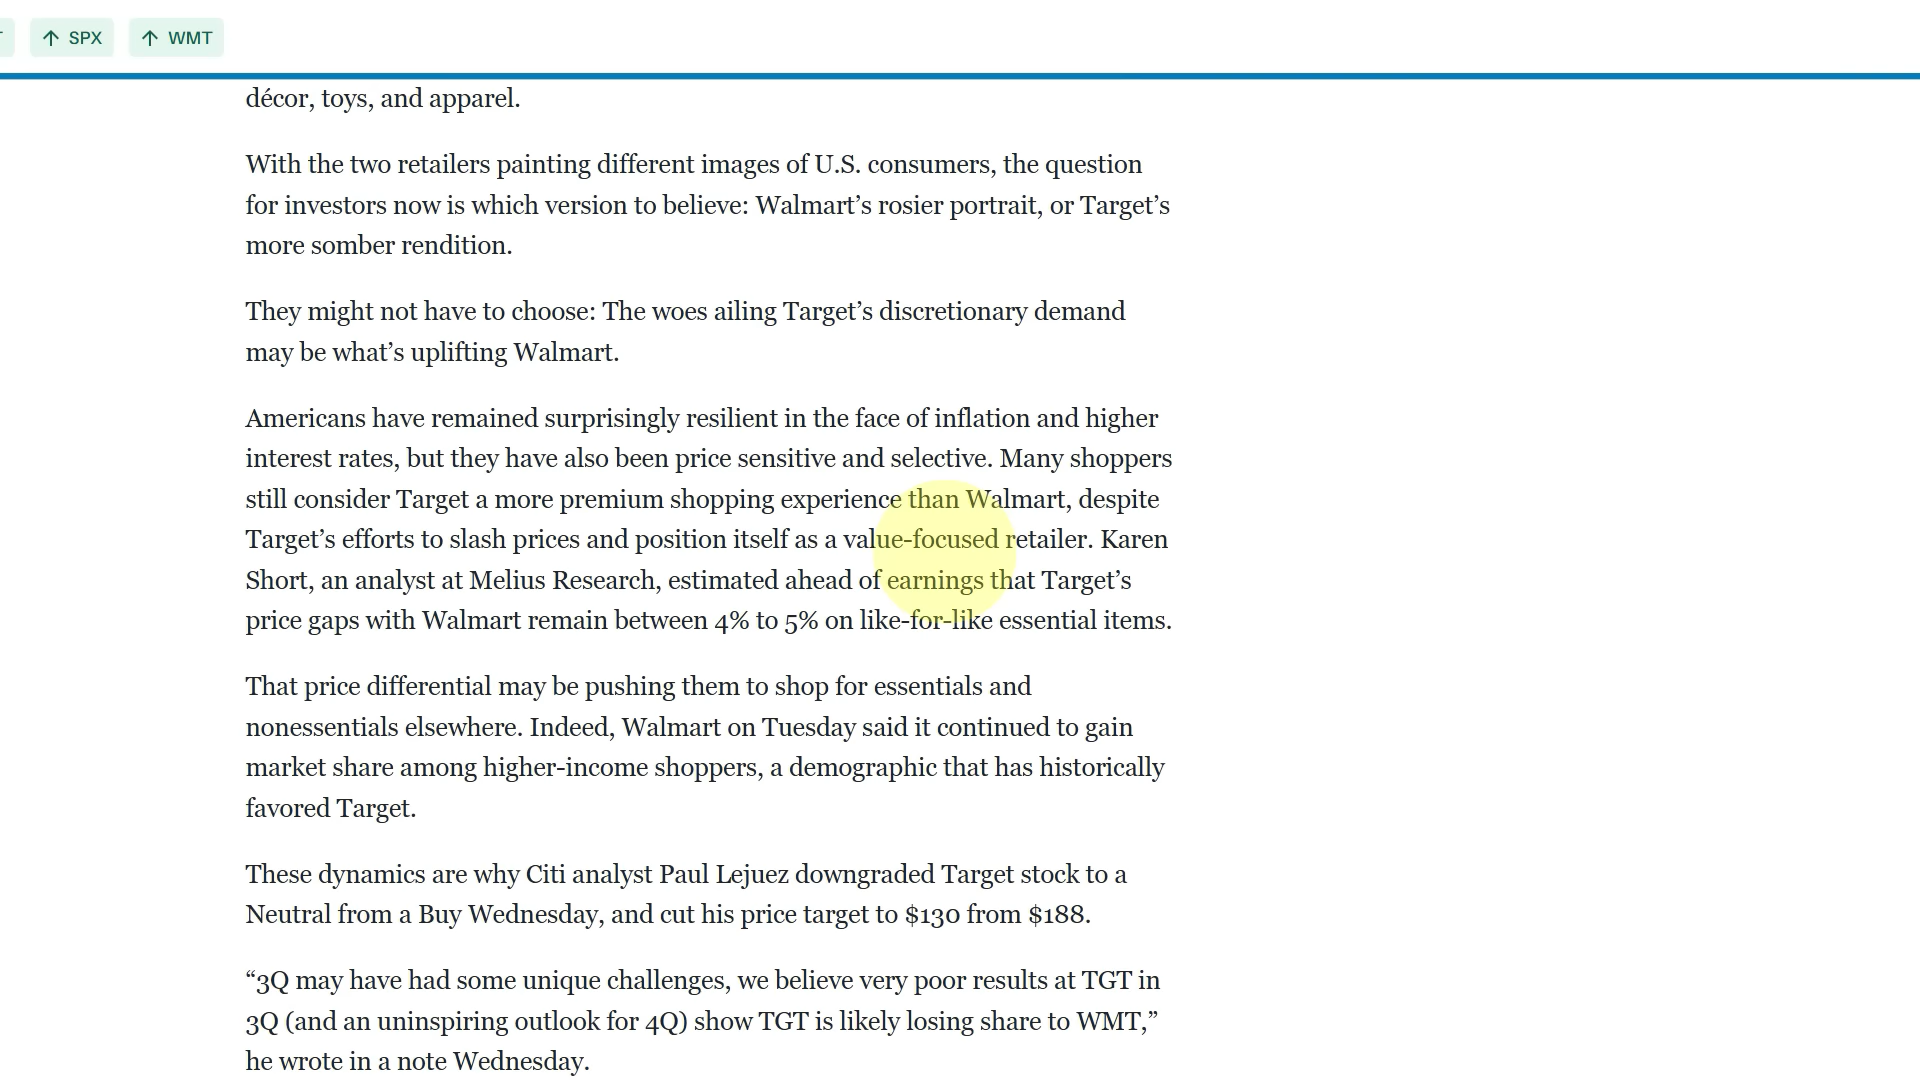 SPX WMT
décor, toys, and apparel.
With the two retailers painting different images of U.S. consumers, the question
for investors now is which version to believe: Walmart’s rosier portrait, or Target’s
more somber rendition.
They might not have to choose: The woes ailing Target’s discretionary demand
may be what’s uplifting Walmart.
Americans have remained surprisingly resilient in the face of inflation and higher
interest rates, but they have also been price sensitive and selective. Many shoppers
still consider Target a more premium shopping experience than Walmart, despite
Target’s efforts to slash prices and position itself as a value-focused retailer. Karen
Short, an analyst at Melius Research, estimated ahead of earnings that Target’s
price gaps with Walmart remain between 4% to 5% on like-for-like essential items.
That price differential may be pushing them to shop for essentials and
nonessentials elsewhere. Indeed, Walmart on Tuesday said it continued to gain
market share among higher-income shoppers, a demographic that has historically
favored Target.
These dynamics are why Citi analyst Paul Lejuez downgraded Target stock to a
Neutral from a Buy Wednesday, and cut his price target to $130 from $188.
“3Q may have had some unique challenges, we believe very poor results at TGT in
3Q (and an uninspiring outlook for 4Q) show TGT is likely losing share to WMT,”
he wrote in a note Wednesday.